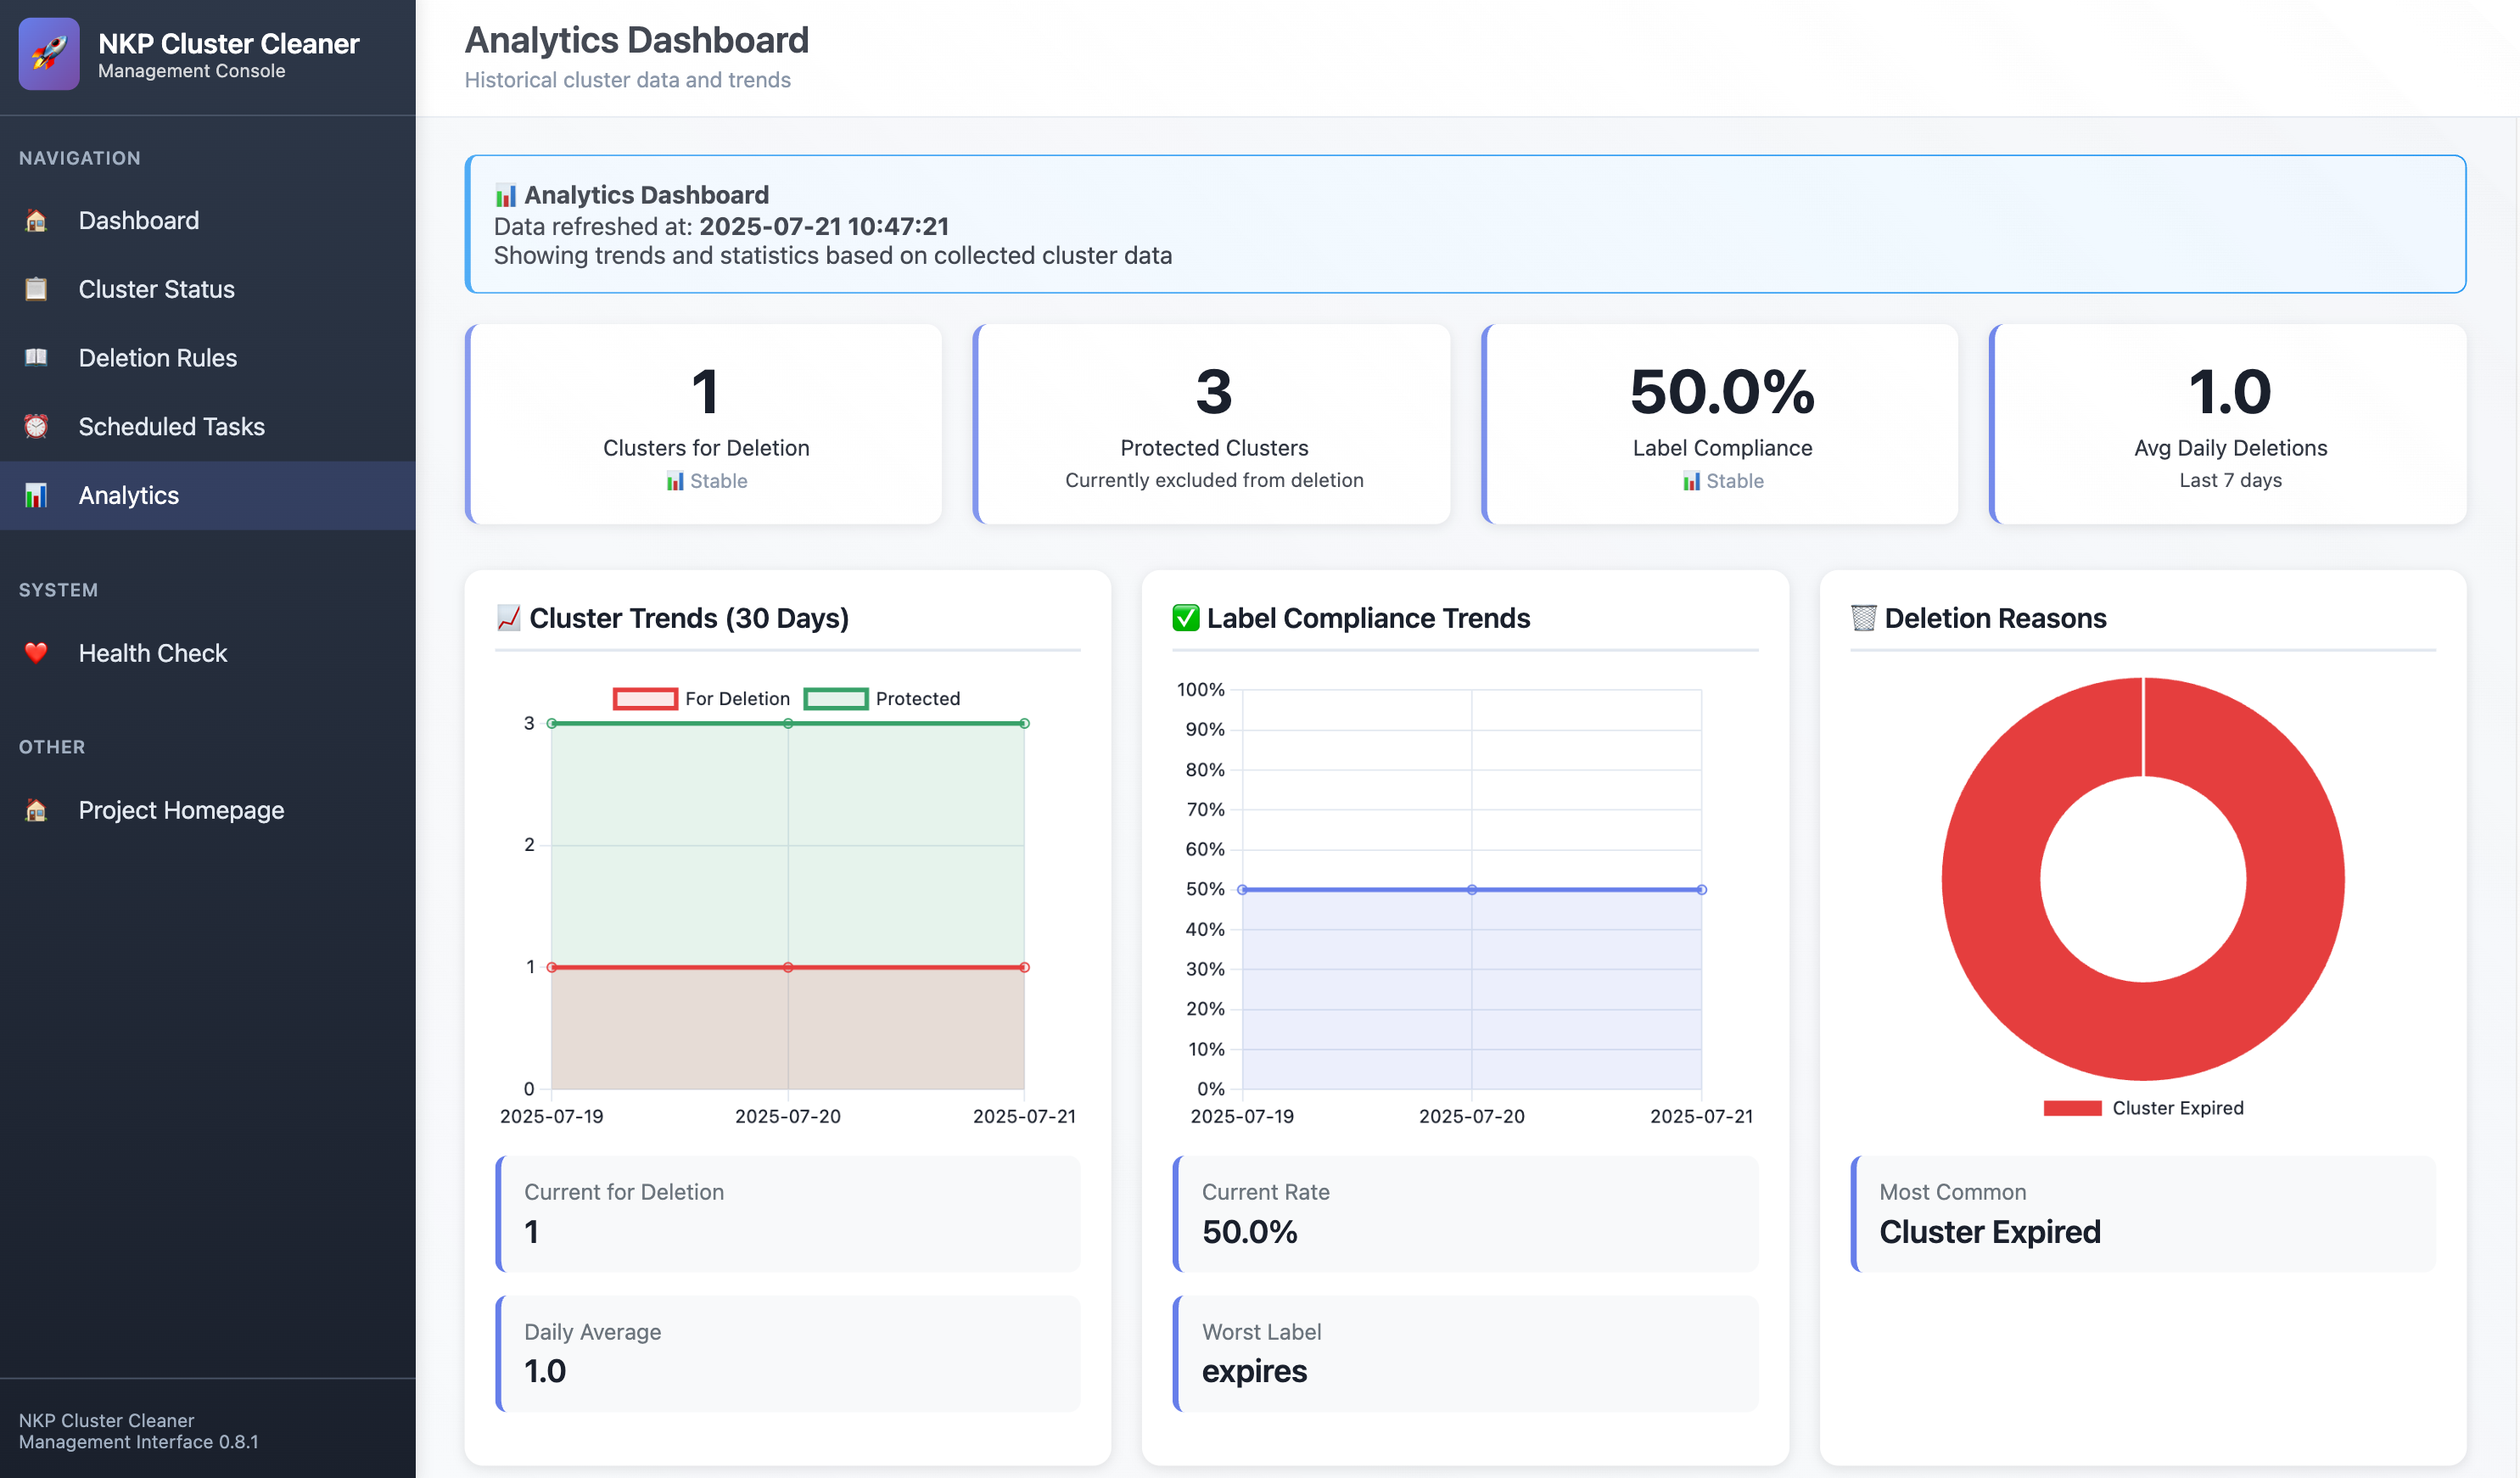 NKP Cluster Cleaner
Management Console
NAVIGATION
Dashboard
Cluster Status
Deletion Rules
Scheduled Tasks
Analytics
SYSTEM
Health Check
OTHER
Project Homepage
NKP Cluster Cleaner
Management Interface 0.8.1
Analytics Dashboard
Historical cluster data and trends
Analytics Dashboard
Data refreshed at: 2025-07-21 10:47:21
Showing trends and statistics based on collected cluster data
1
Clusters for Deletion
Stable
3
Protected Clusters
Currently excluded from deletion
50.0%
Label Compliance
Stable
1.0
Avg Daily Deletions
Last 7 days
Cluster Trends (30 Days)
For Deletion Protected
3
2
1
0
2025-07-19 2025-07-20 2025-07-21
Current for Deletion
1
Daily Average
1.0
Label Compliance Trends
100%
90%
80%
70%
60%
50%
40%
30%
20%
10%
0%
2025-07-19 2025-07-20 2025-07-21
Current Rate
50.0%
Worst Label
expires
Deletion Reasons
Cluster Expired
Most Common
Cluster Expired